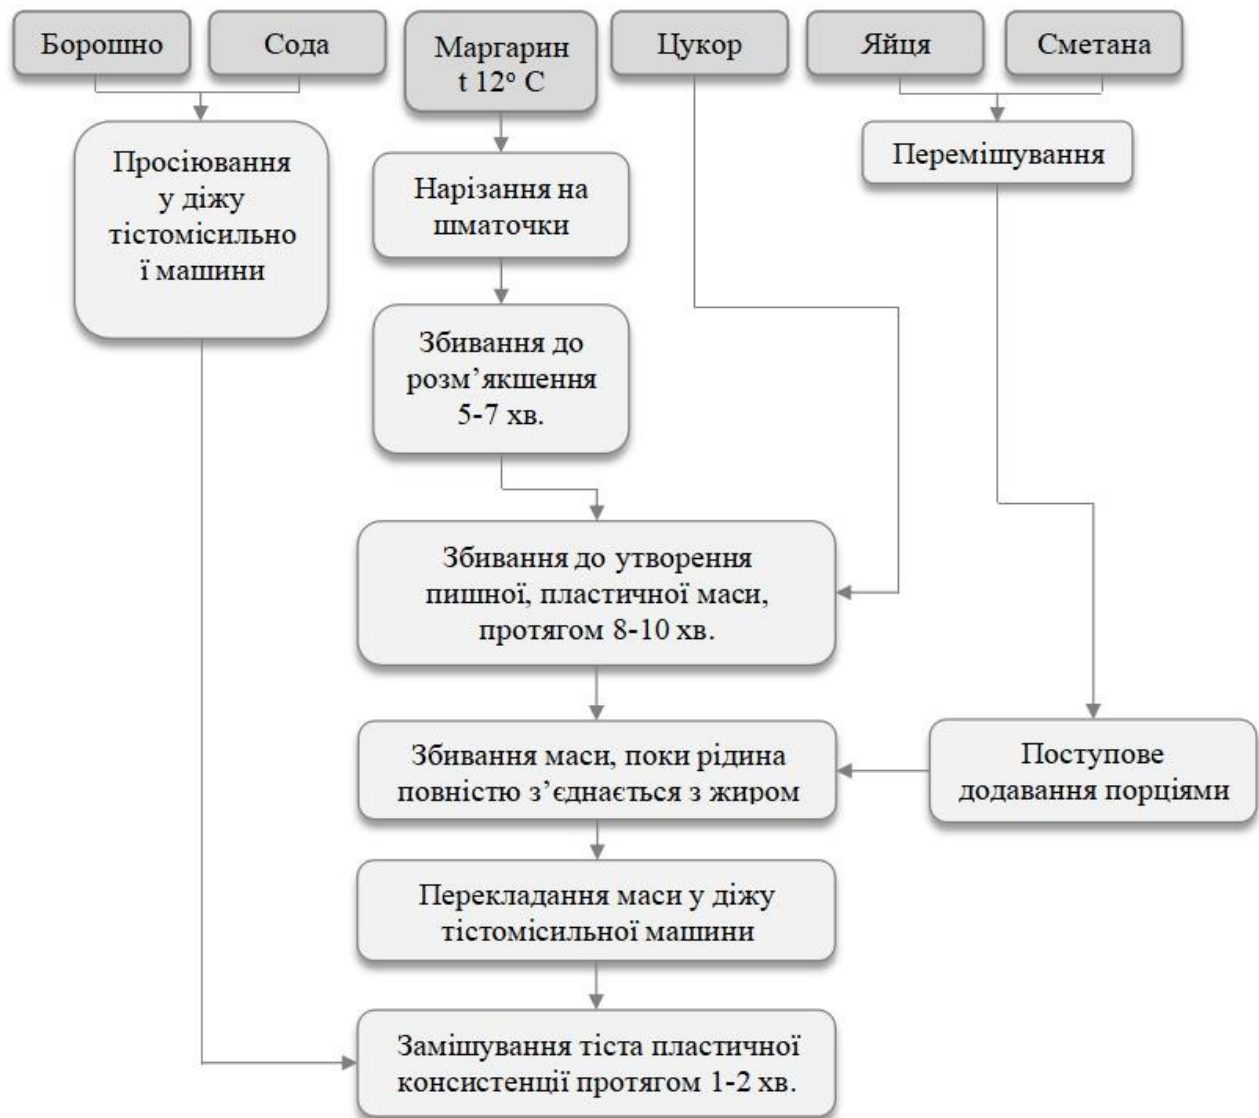 Борошно
Сода
Маргарин
t 12º С
Цукор
Яйця
Сметана
Просіювання
у діжу
тістомісильно
ї машини
Нарізання на
шматочки
Перемішування
Збивання до
розм’якшення
5-7 хв.
Збивання до утворення
пишної, пластичної маси,
протягом 8-10 хв.
Збивання маси, поки рідина
повністю з’єднається з жиром
Поступове
додавання порціями
Перекладання маси у діжу
тістомісильної машини
Замішування тіста пластичної
консистенції протягом 1-2 хв.